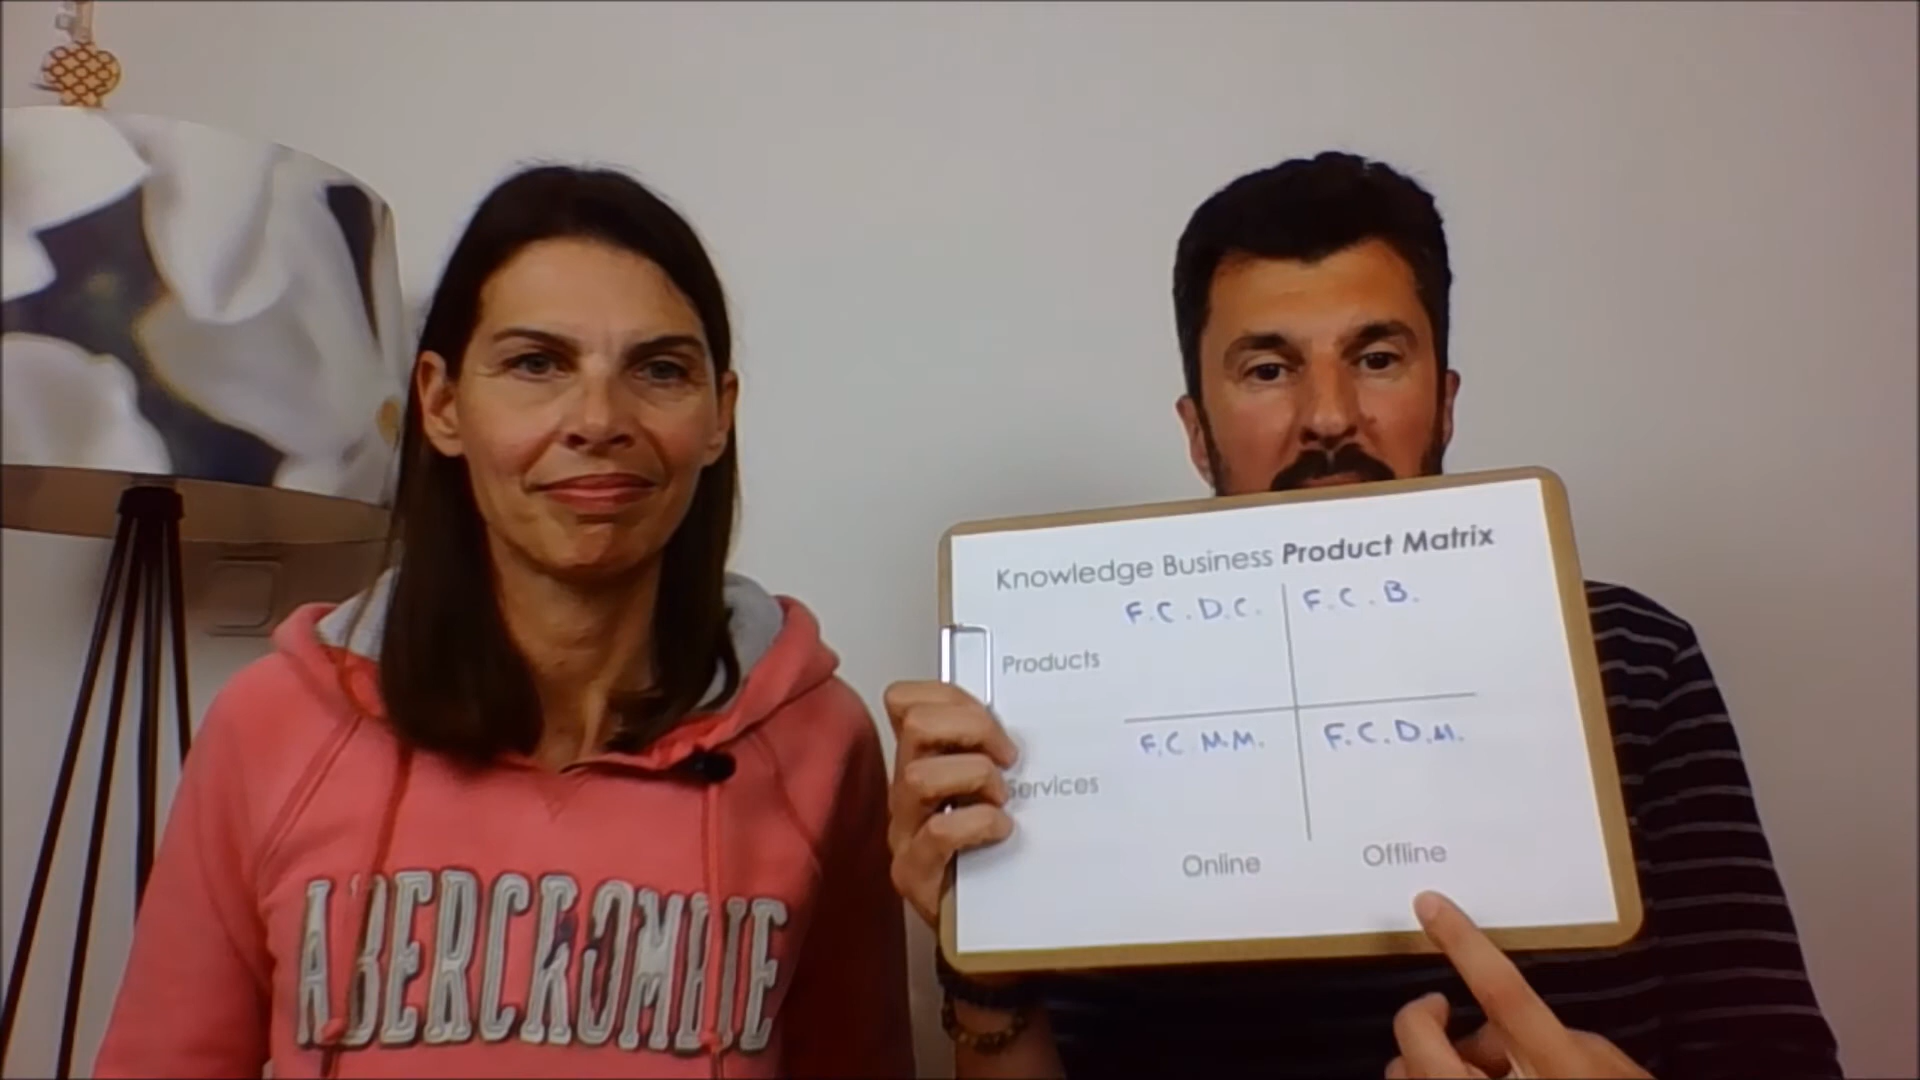 ABERCROMBIE
Knowledge Business Product Matrix
F.C.D.C. F.C.B.
Products
F.C M.M. F.C.D.M.
Services
Online Offline